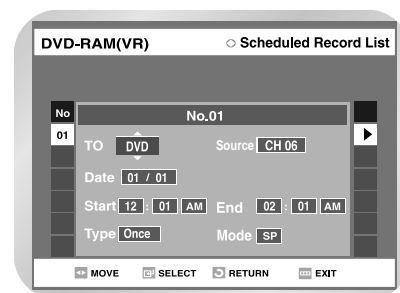 DVD-RAM(VR) Scheduled Record List
No
01
No.01
TO DVD Source CH 06
Date 01 / 01
Start 12 : 01 AM End 02 : 01 AM
Type Once Mode SP
MOVE SELECT RETURN EXIT